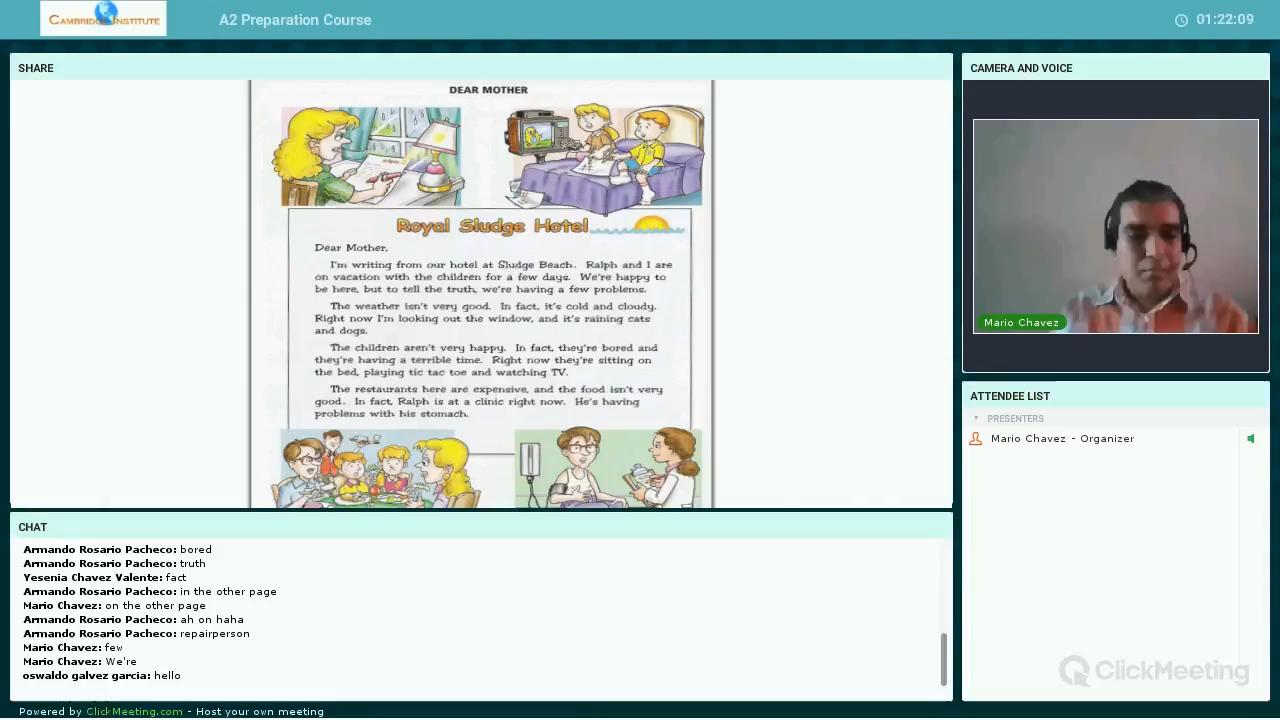 CAMBRIDGE INSTITUTE
A2 Preparation Course
01:22:09
SHARE
DEAR MOTHER
Royal Sludge Hotel
Dear Mother,
I'm writing from our hotel at Sludge Beach. Ralph and I are
on vacation with the children for a few days. We're happy to
be here, but to tell the truth, we're having a few problems.
The weather isn't very good. In fact, it's cold and cloudy.
Right now I'm looking out the window, and it's raining cats
and dogs.
The children aren't very happy. In fact, they're bored and
they're having a terrible time. Right now they're sitting on
the bed, playing tic tac toe and watching TV.
The restaurants here are expensive, and the food isn't very
good. In fact, Ralph is at a clinic right now. He's having
problems with his stomach.
CAMERA AND VOICE
Mario Chavez
ATTENDEE LIST
PRESENTERS
Mario Chavez - Organizer
ClickMeeting
CHAT
Armando Rosario Pacheco: bored
Armando Rosario Pacheco: truth
Yesenia Chavez Valente: fact
Armando Rosario Pacheco: in the other page
Mario Chavez: on the other page
Armando Rosario Pacheco: ah on haha
Armando Rosario Pacheco: repairperson
Mario Chavez: few
Mario Chavez: We're
oswaldo galvez garcia: hello
Powered by ClickMeeting.com - Host your own meeting